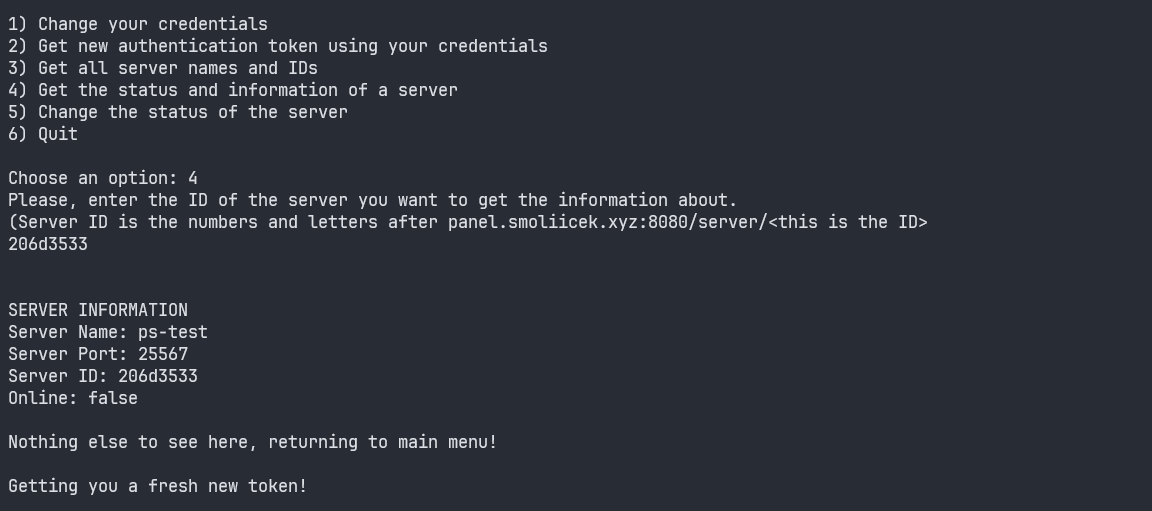 1) Change your credentials
2) Get new authentication token using your credentials
3) Get all server names and IDs
4) Get the status and information of a server
5) Change the status of the server
6) Quit
Choose an option: 4
Please, enter the ID of the server you want to get the information about.
(Server ID is the numbers and letters after panel.smoliicek.xyz:8080/server/<this is the ID>
206d3533
SERVER INFORMATION
Server Name: ps-test
Server Port: 25567
Server ID: 206d3533
Online: false
Nothing else to see here, returning to main menu!
Getting you a fresh new token!